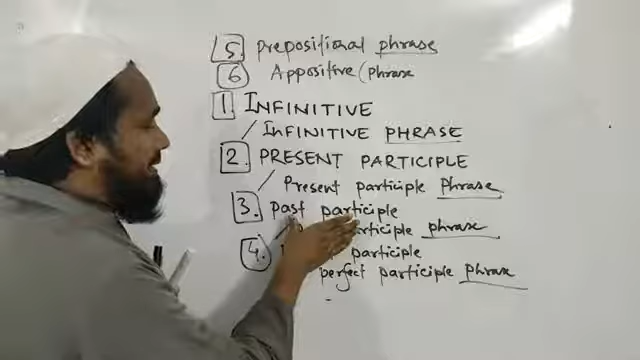 5. Prepositional phrase
6 Appositive (phrase
1. INFINITIVE
INFINITIVE PHRASE
2. PRESENT PARTICIPLE
Present participle Phrase
3. Past participle
participle phrase
4. participle
perfect participle phrase